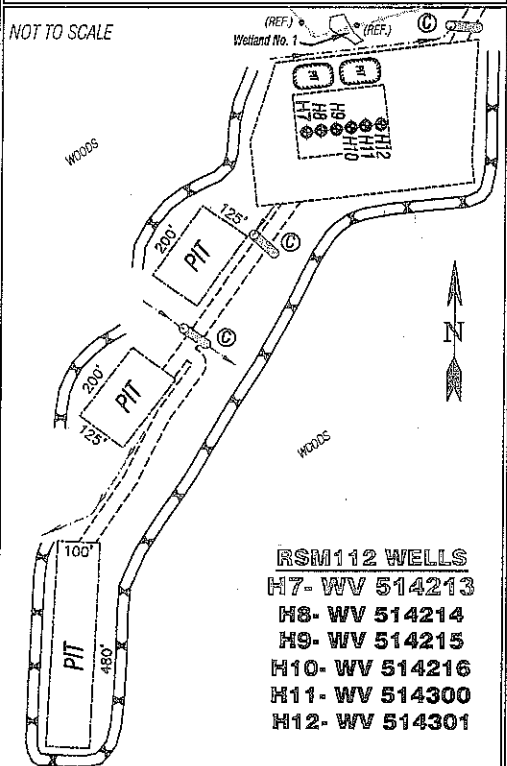 NOT TO SCALE
(REF.)
(REF.)
Wetland No. 1
C
PIT
PIT
H7
H8
H9
H10
H11
H12
WOODS
125'
200'
PIT
C
C
N
200'
PIT
125'
WOODS
100'
PIT
480'
RSM112 WELLS
H7- WV 514213
H8- WV 514214
H9- WV 514215
H10- WV 514216
H11- WV 514300
H12- WV 514301